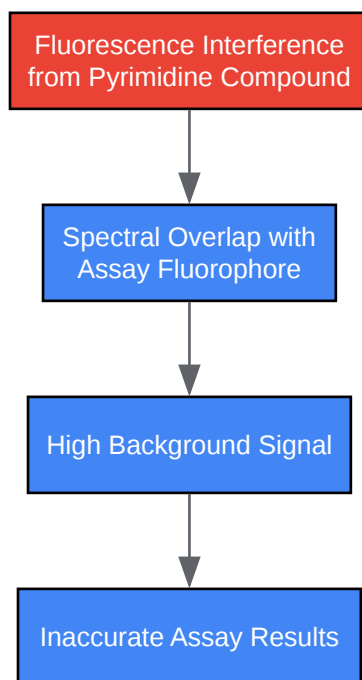 Fluorescence Interference
from Pyrimidine Compound
Spectral Overlap with
Assay Fluorophore
High Background Signal
Inaccurate Assay Results